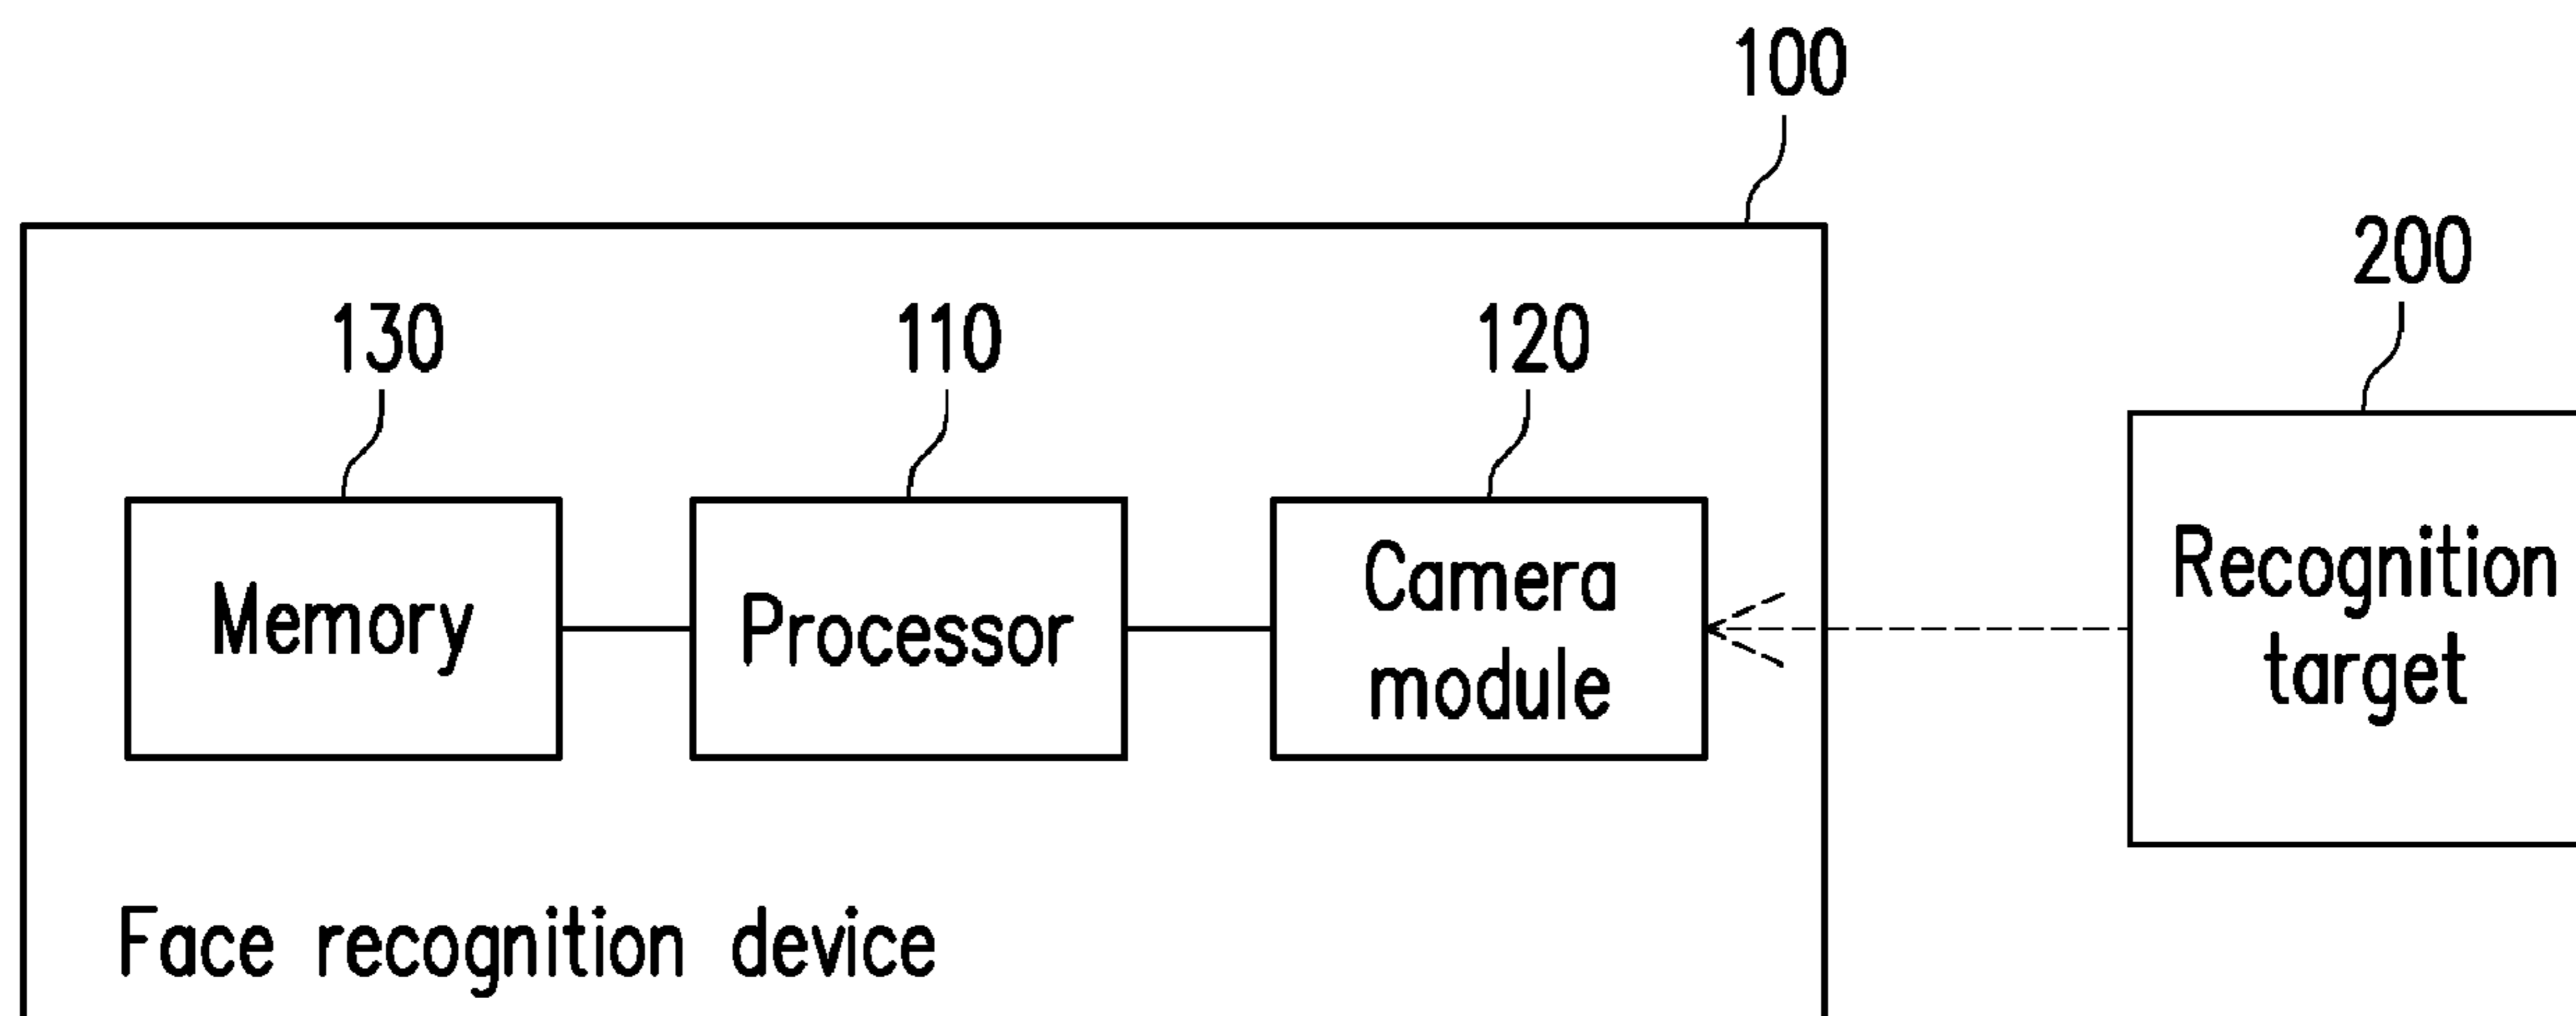 100
200
130
110
120
Memory
Processor
Camera
module
Recognition
target
Face recognition device